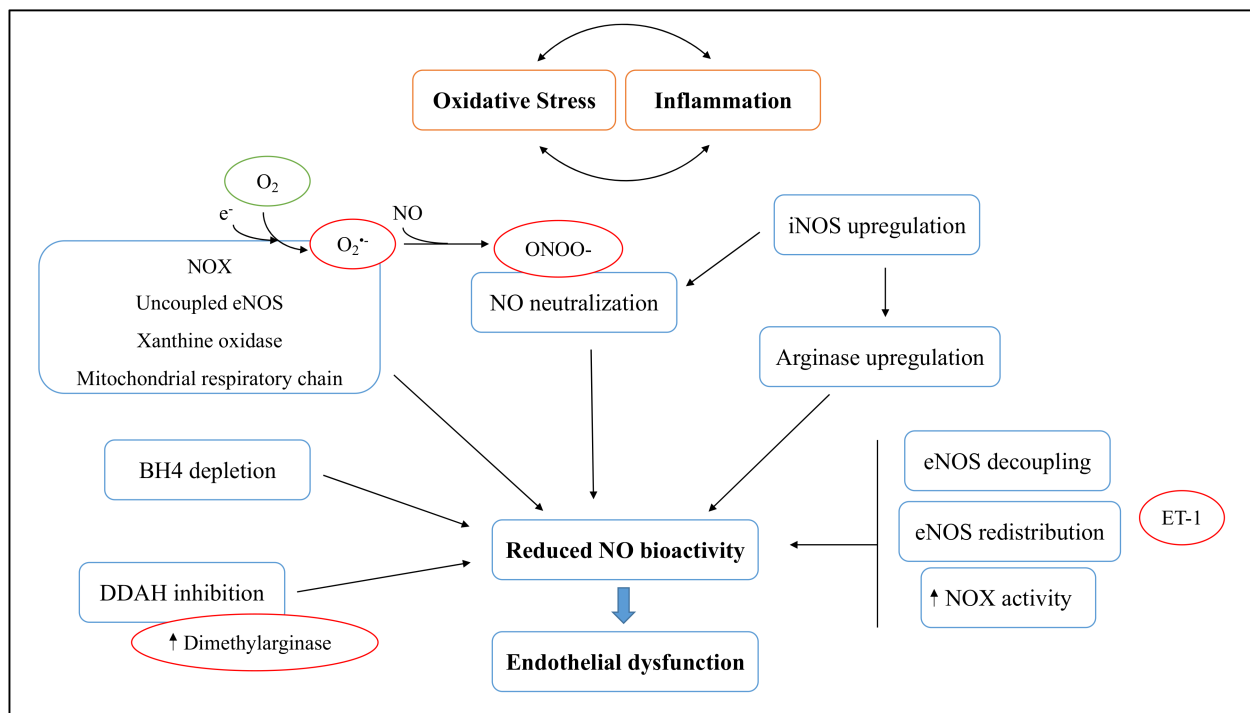 Oxidative Stress
Inflammation
O₂
e⁻
O₂•⁻
NO
ONOO-
iNOS upregulation
NOX
Uncoupled eNOS
Xanthine oxidase
Mitochondrial respiratory chain
NO neutralization
Arginase upregulation
BH4 depletion
eNOS decoupling
eNOS redistribution
ET-1
Reduced NO bioactivity
DDAH inhibition
↑ NOX activity
↑ Dimethylarginase
Endothelial dysfunction